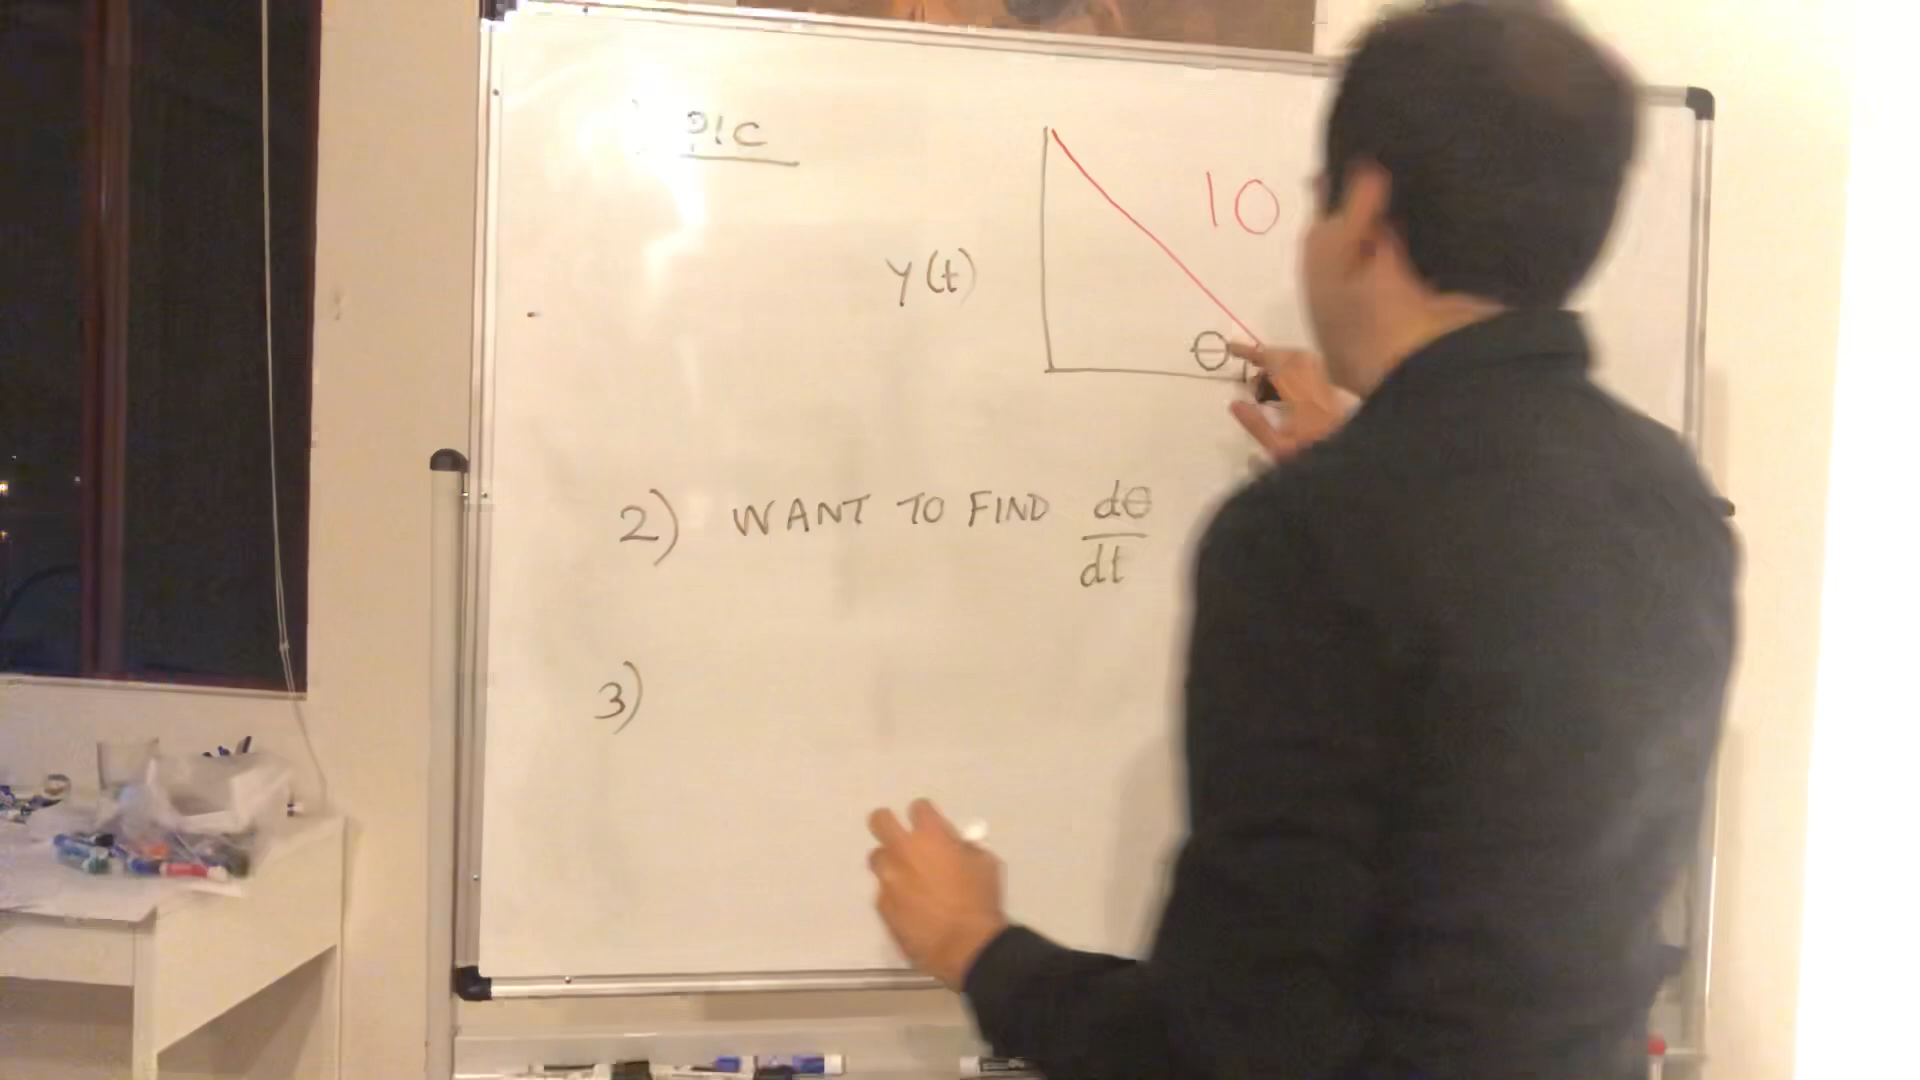 PIC
10
y(t)
θ
2) WANT TO FIND dθ
dt
3)